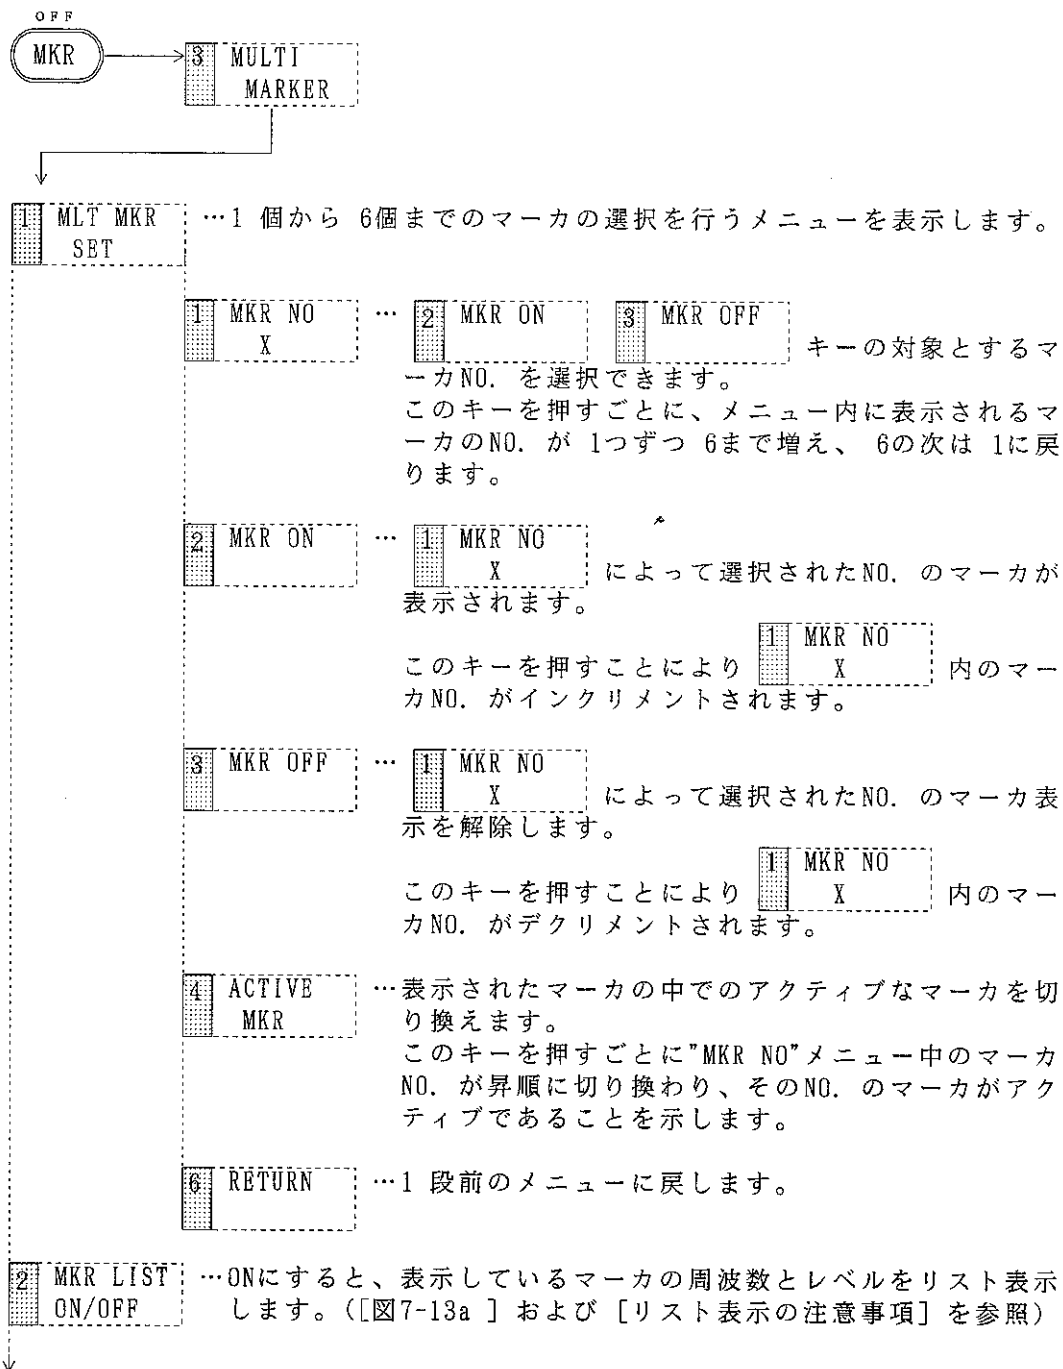 OFF
MKR
3 MULTI
MARKER
1 MLT MKR
SET
…1 個から 6個までのマーカの選択を行うメニューを表示します。
1 MKR NO
X
… 2 MKR ON 3 MKR OFF
キーの対象とするマ
ーカNO. を選択できます。
このキーを押すごとに、メニュー内に表示されるマ
ーカのNO. が 1つずつ 6まで増え、 6の次は 1に戻
ります。
2 MKR ON … 1 MKR NO
X によって選択されたNO. のマーカが
表示されます。
1 MKR NO
このキーを押すことにより X 内のマー
カNO. がインクリメントされます。
3 MKR OFF … 1 MKR NO
X によって選択されたNO. のマーカ表
示を解除します。
1 MKR NO
このキーを押すことにより X 内のマー
カNO. がデクリメントされます。
4 ACTIVE
MKR
…表示されたマーカの中でのアクティブなマーカを切
り換えます。
このキーを押すごとに"MKR NO"メニュー中のマーカ
NO. が昇順に切り換わり、そのNO. のマーカがアク
ティブであることを示します。
6 RETURN …1 段前のメニューに戻します。
2 MKR LIST
ON/OFF
…ONにすると、表示しているマーカの周波数とレベルをリスト表示
します。([図7-13a ] および [リスト表示の注意事項] を参照)